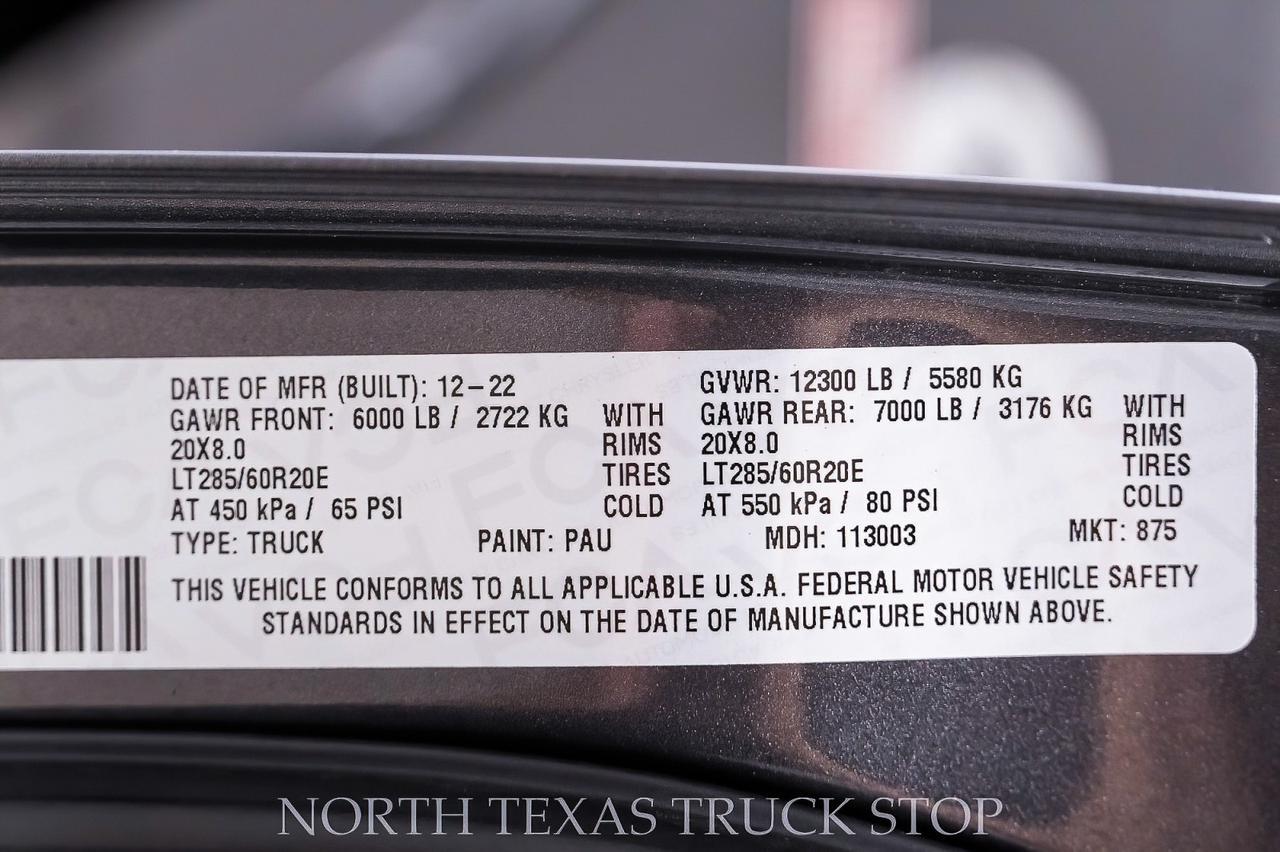 DATE OF MFR (BUILT): 12-22 GVWR: 12300 LB / 5580 KG
GAWR FRONT: 6000 LB / 2722 KG WITH GAWR REAR: 7000 LB / 3176 KG WITH
20X8.0 RIMS 20X8.0 RIMS
LT285/60R20E TIRES LT285/60R20E TIRES
AT 450 kPa / 65 PSI COLD AT 550 kPa / 80 PSI COLD
TYPE: TRUCK PAINT: PAU MDH: 113003 MKT: 875
THIS VEHICLE CONFORMS TO ALL APPLICABLE U.S.A. FEDERAL MOTOR VEHICLE SAFETY
STANDARDS IN EFFECT ON THE DATE OF MANUFACTURE SHOWN ABOVE.
NORTH TEXAS TRUCK STOP